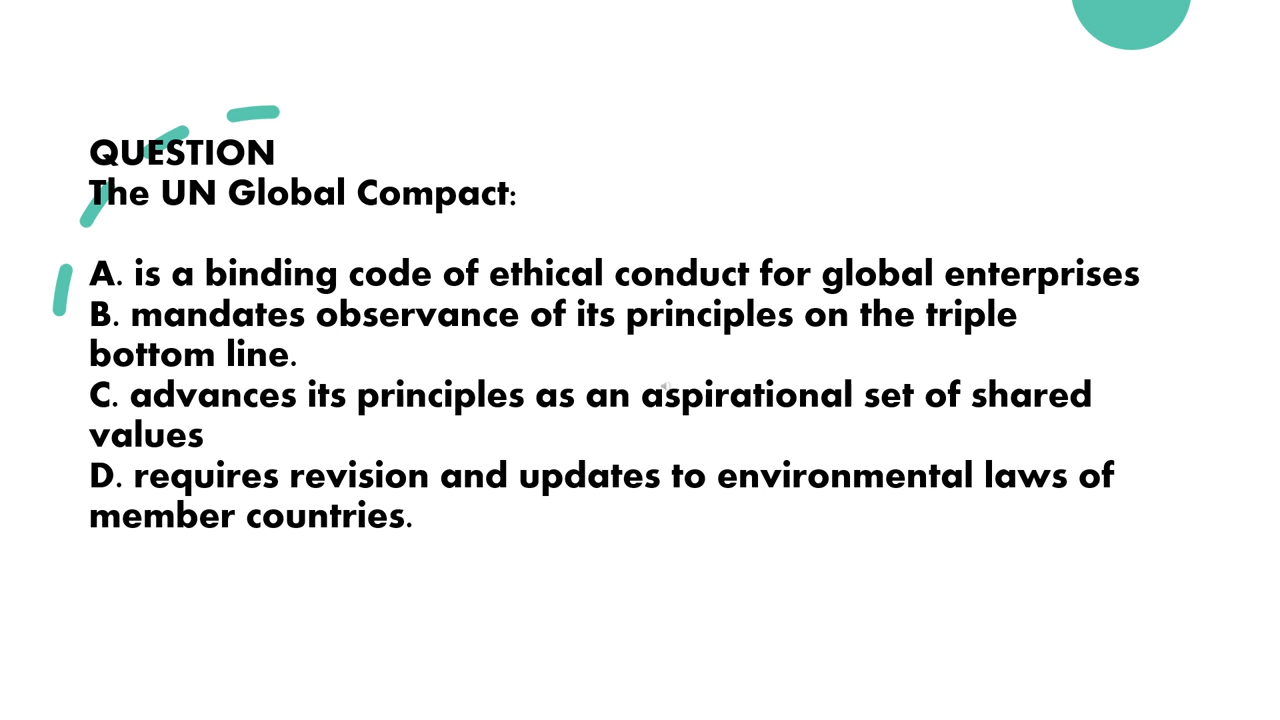 QUESTION
The UN Global Compact:
A. is a binding code of ethical conduct for global enterprises
B. mandates observance of its principles on the triple
bottom line.
C. advances its principles as an aspirational set of shared
values
D. requires revision and updates to environmental laws of
member countries.